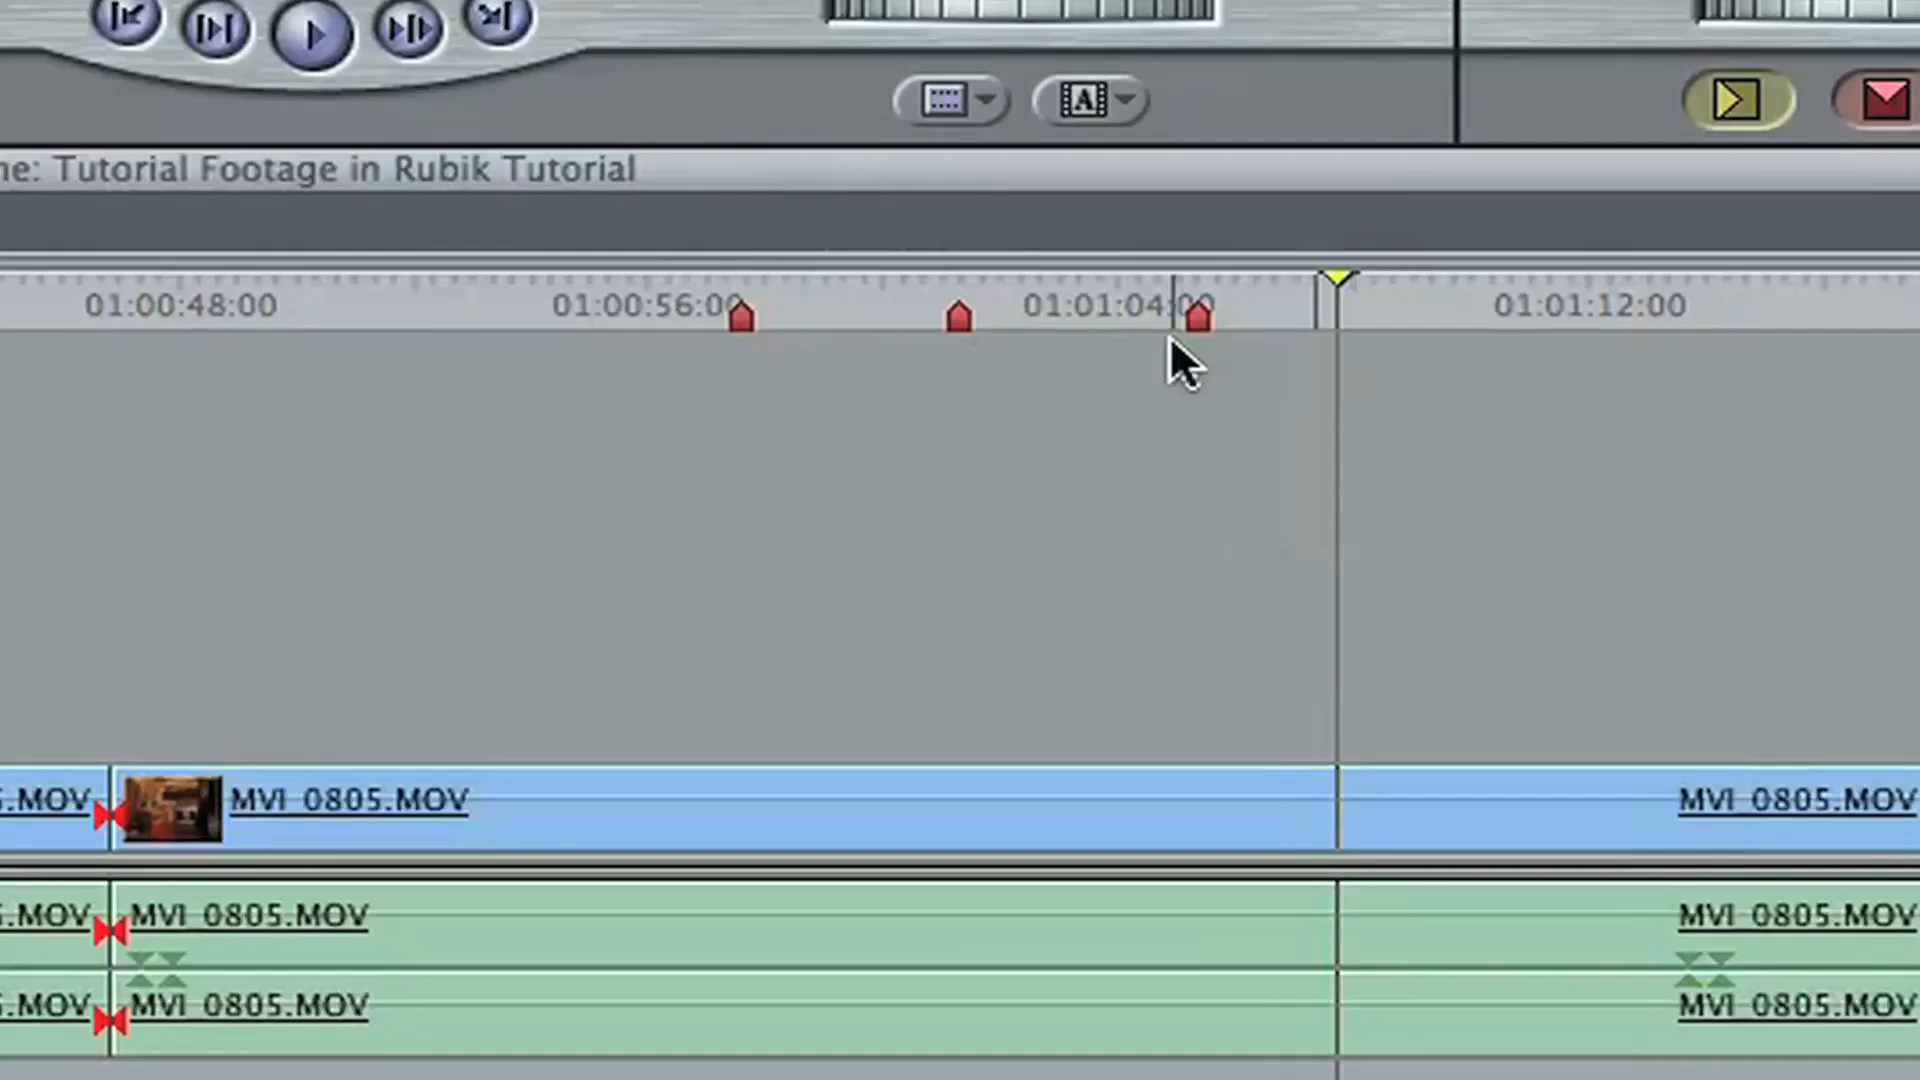 A
ne: Tutorial Footage in Rubik Tutorial
01:00:48:00 01:00:56:00 01:01:04:00 01:01:12:00
.MOV MVI_0805.MOV MVI_0805.MOV
.MOV MVI_0805.MOV MVI_0805.MOV
.MOV MVI_0805.MOV MVI_0805.MOV